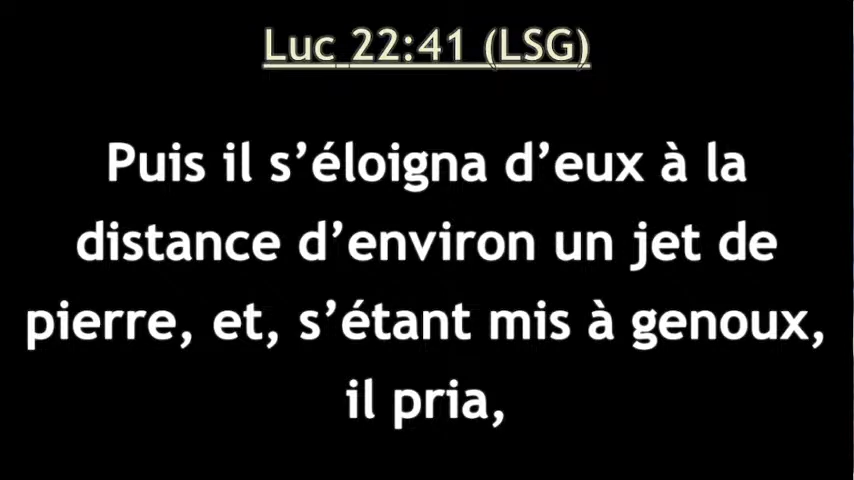 Luc 22:41 (LSG)
Puis il s’éloigna d’eux à la
distance d’environ un jet de
pierre, et, s’étant mis à genoux,
il pria,